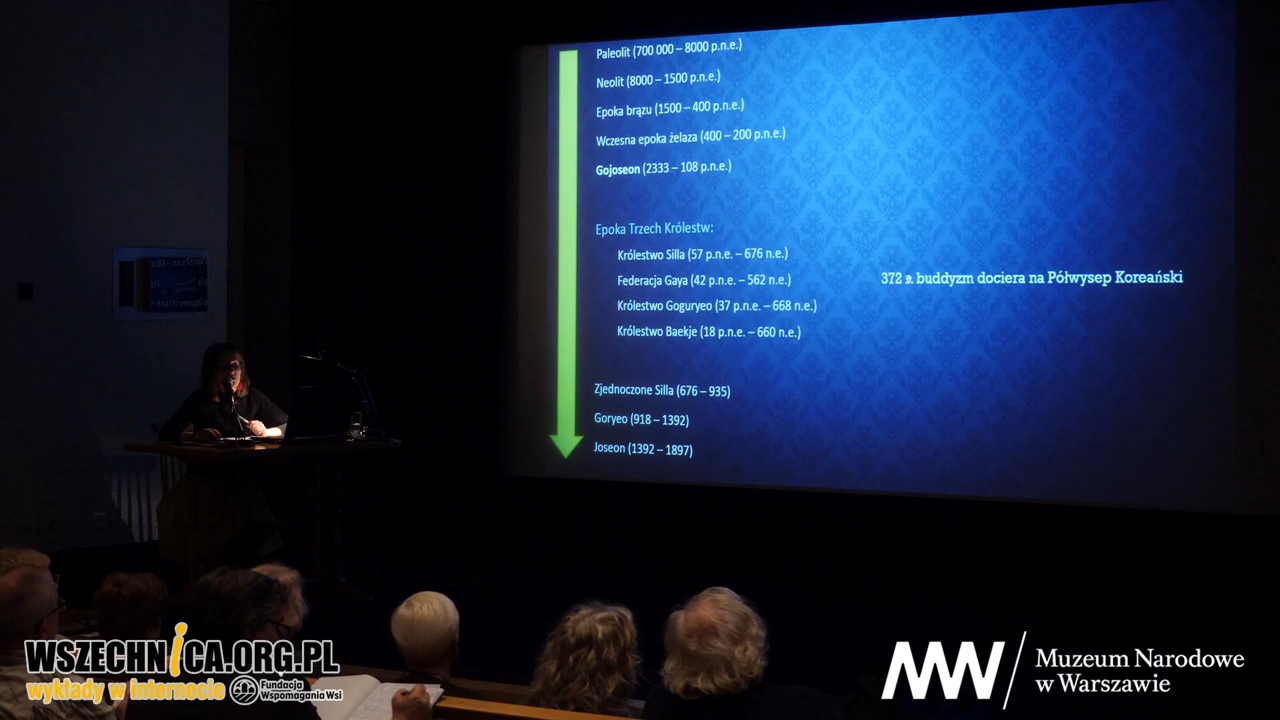 Paleolit (700 000 – 8000 p.n.e.)
Neolit (8000 – 1500 p.n.e.)
Epoka brązu (1500 – 400 p.n.e.)
Wczesna epoka żelaza (400 – 200 p.n.e.)
Gojoseon (2333 – 108 p.n.e.)
Epoka Trzech Królestw:
Królestwo Silla (57 p.n.e. – 676 n.e.)
Federacja Gaya (42 p.n.e. – 562 n.e.)
Królestwo Goguryeo (37 p.n.e. – 668 n.e.)
Królestwo Baekje (18 p.n.e. – 660 n.e.)
372 r. buddyzm dociera na Półwysep Koreański
Zjednoczone Silla (676 – 935)
Goryeo (918 – 1392)
Joseon (1392 – 1897)
WSZECHNICA.ORG.PL
wykłady w internecie
Fundacja
Wspomagania Wsi
Muzeum Narodowe
w Warszawie